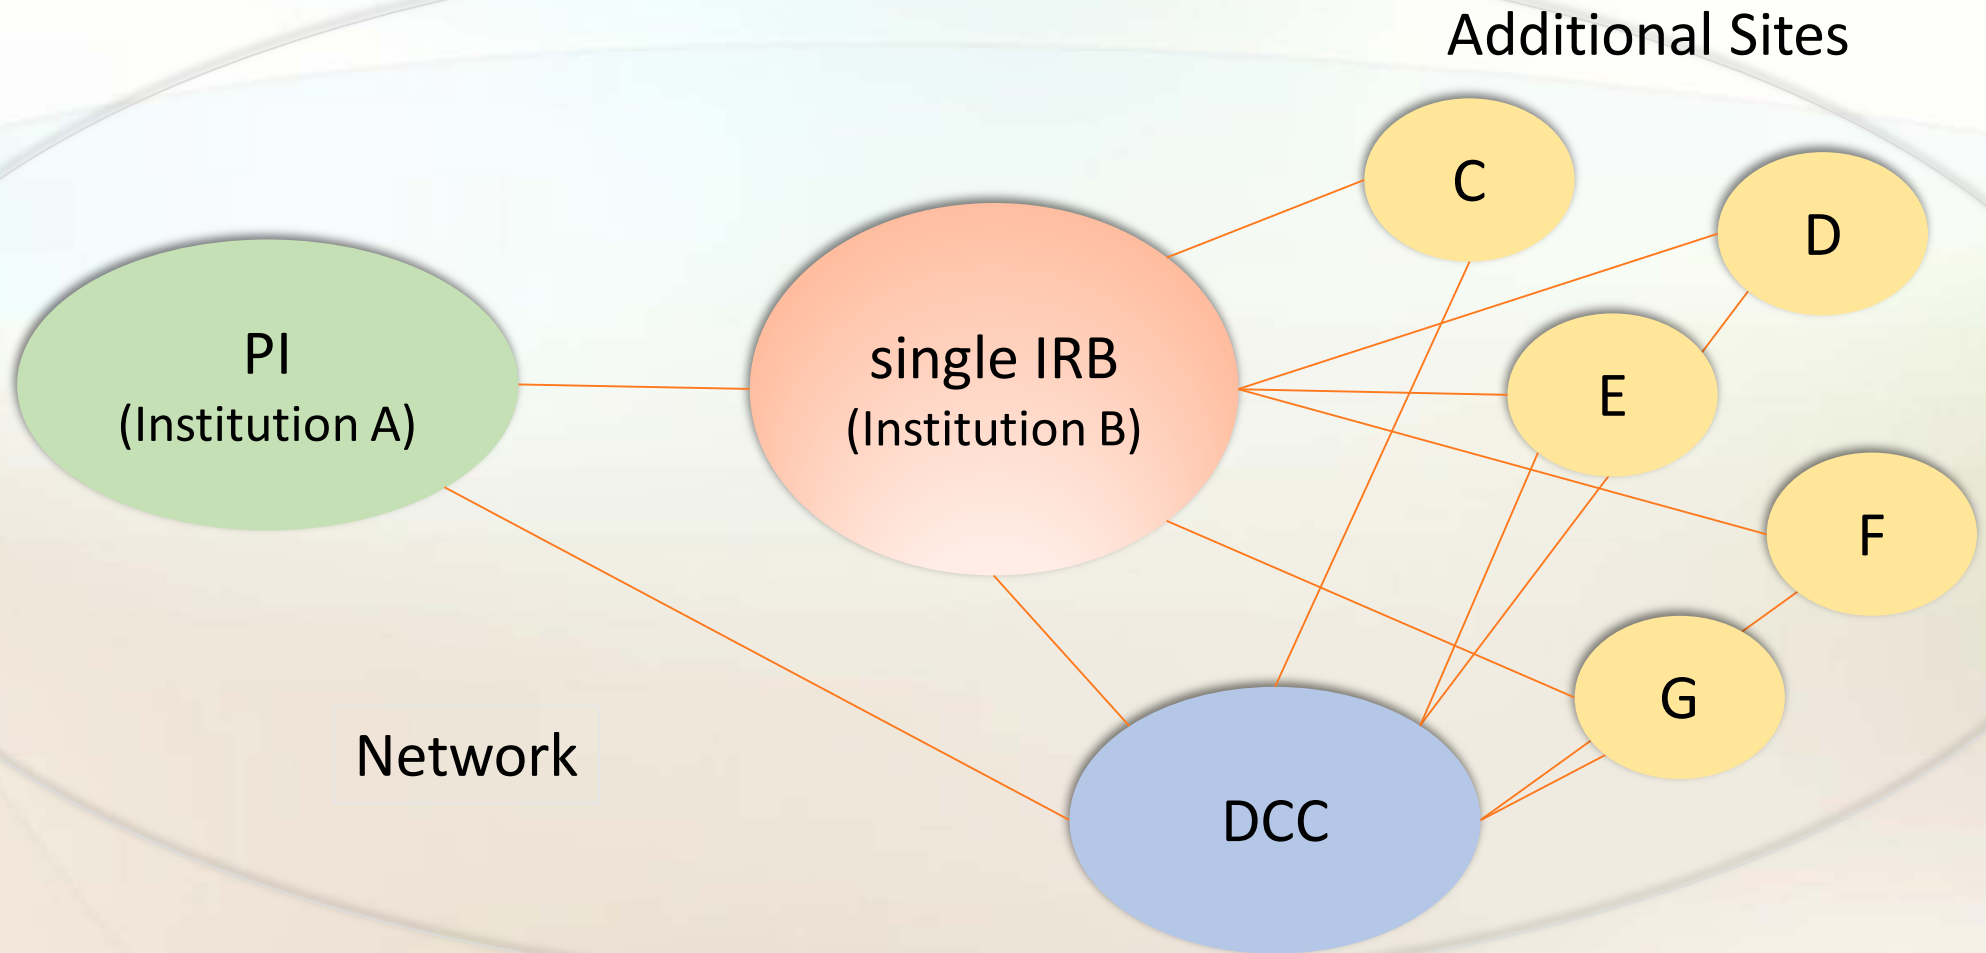 Additional Sites
C
D
PI
(Institution A)
single IRB
(Institution B)
E
F
G
Network
DCC